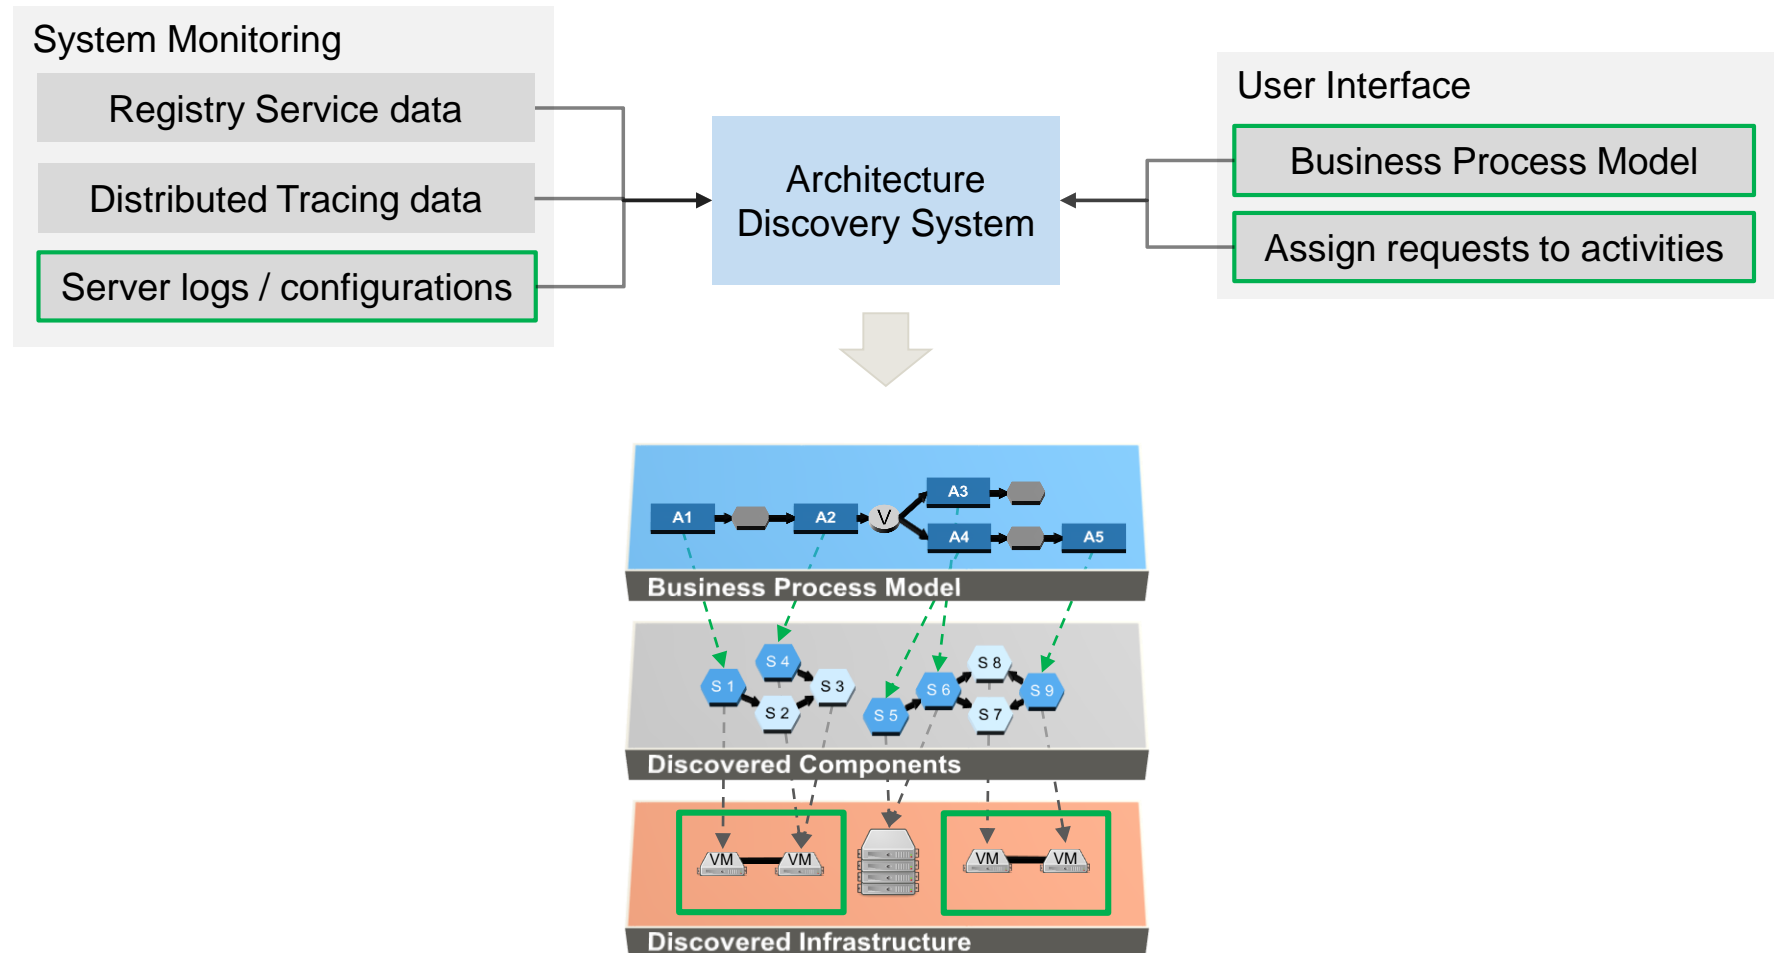 System Monitoring
Registry Service data
Distributed Tracing data
Server logs / configurations
Architecture
Discovery System
User Interface
Business Process Model
Assign requests to activities
A3
A1
A2
V
A4
A5
Business Process Model
S 4
S 8
S 1
S 3
S 6
S 9
S 2
S 5
S 7
Discovered Components
VM
VM
VM
VM
Discovered Infrastructure